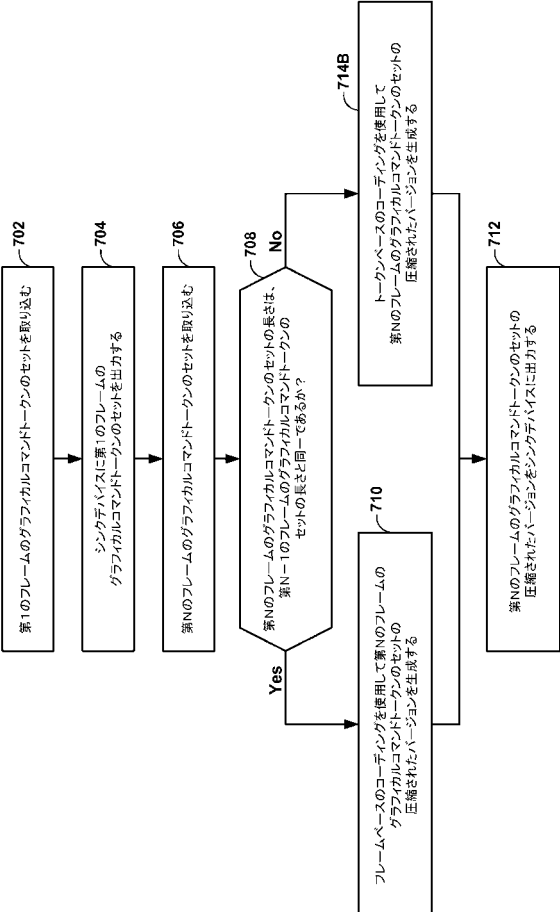 702
第1のフレームのグラフィカルコマンドトークンのセットを取り込む
704
シンクデバイスに第1のフレームの
グラフィカルコマンドトークンのセットを出力する
706
第Nのフレームのグラフィカルコマンドトークンのセットを取り込む
708
第Nのフレームのグラフィカルコマンドトークンのセットの長さは、
第N－1のフレームのグラフィカルコマンドトークンの
セットの長さと同一であるか？
Yes
No
710
フレームベースのコーディングを使用して第Nのフレームの
グラフィカルコマンドトークンのセットの
圧縮されたバージョンを生成する
714B
トークンベースのコーディングを使用して
第Nのフレームのグラフィカルコマンドトークンのセットの
圧縮されたバージョンを生成する
712
第Nのフレームのグラフィカルコマンドトークンのセットの
圧縮されたバージョンをシンクデバイスに出力する